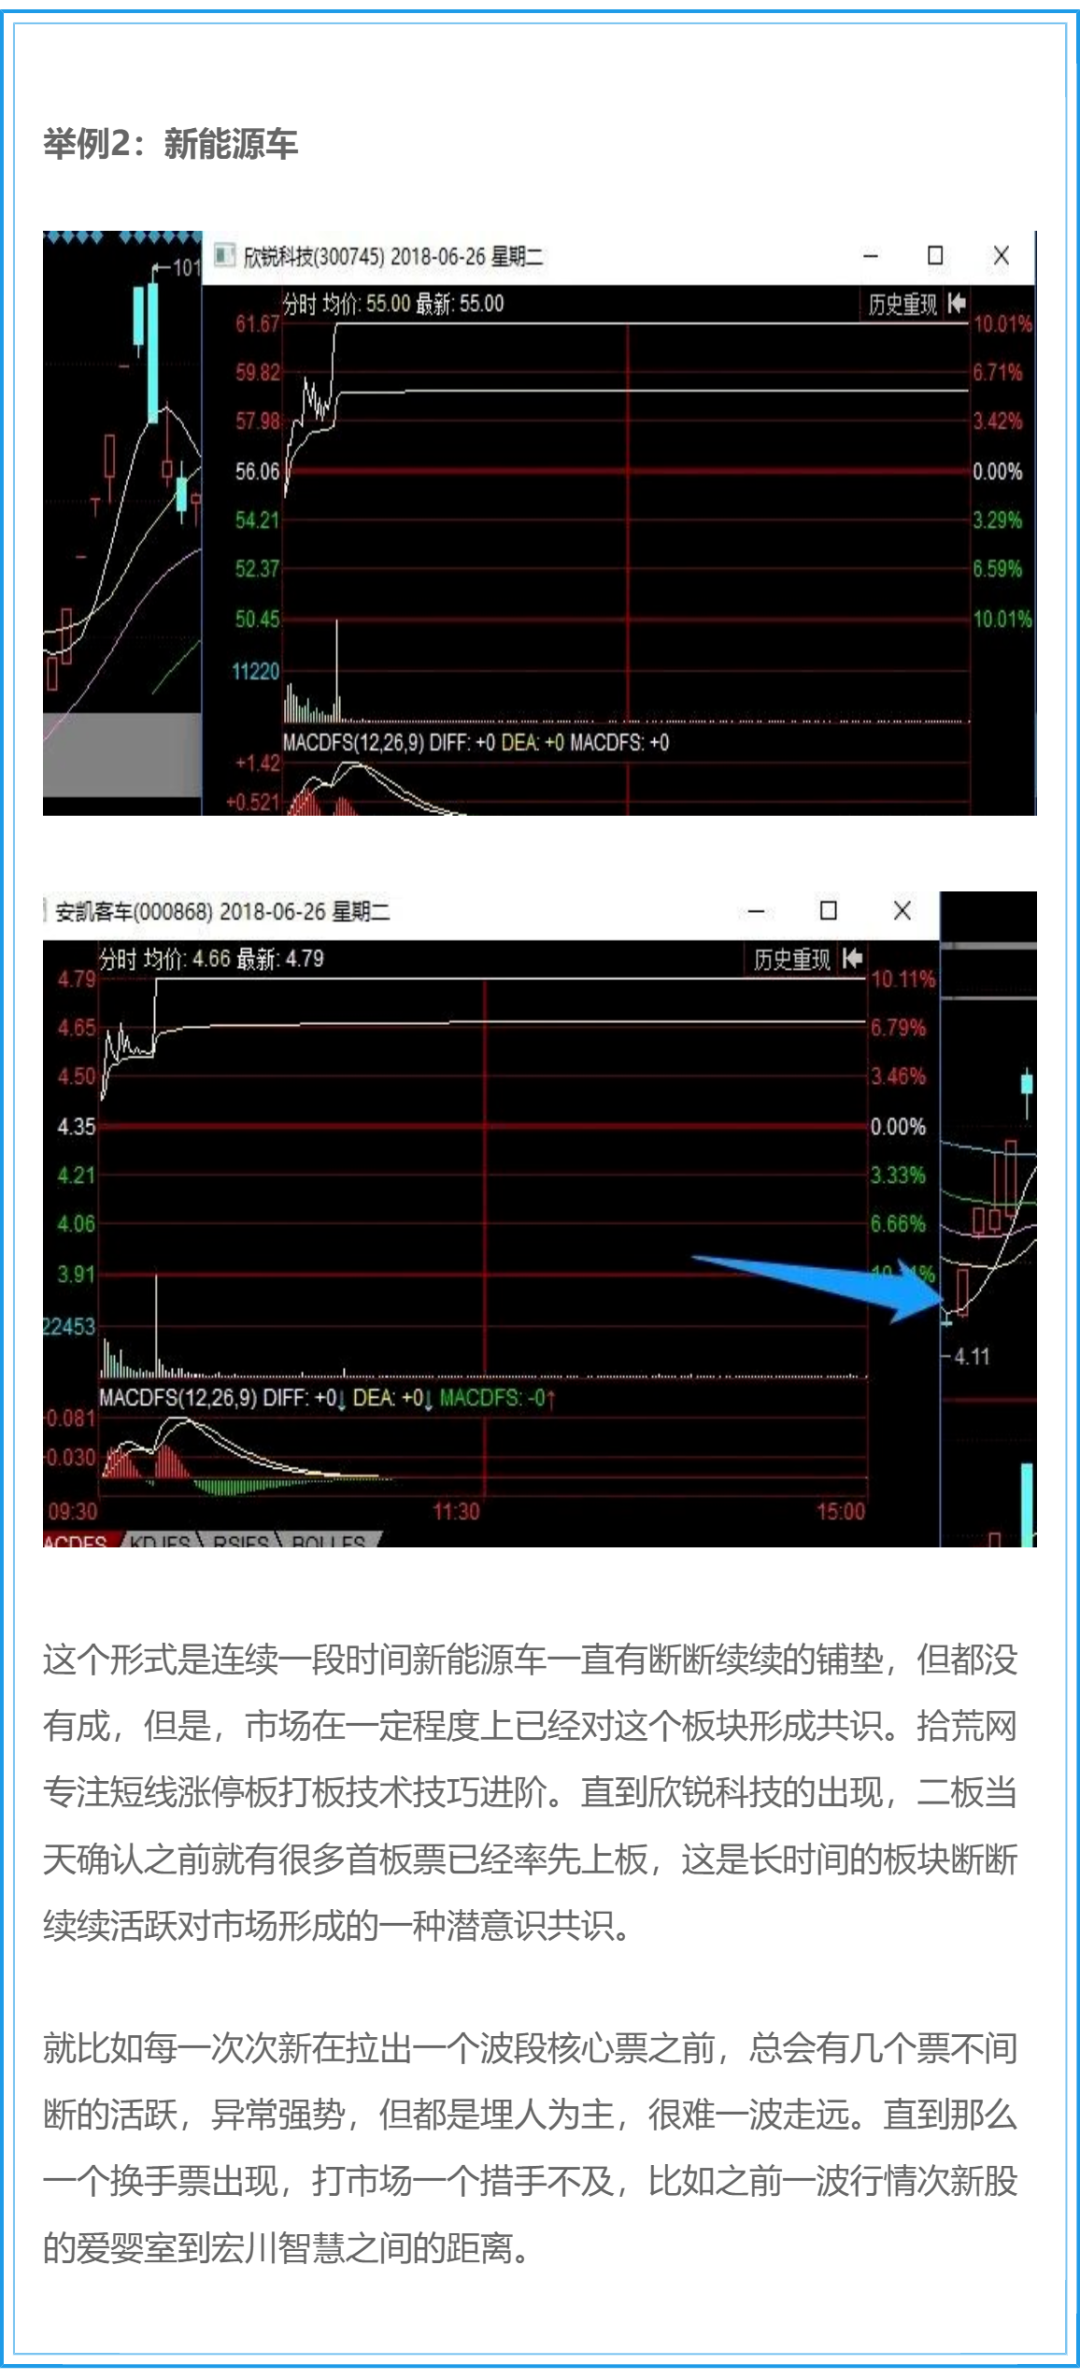 举例2：新能源车
101
欣锐科技(300745) 2018-06-26 星期二
分时 均价: 55.00 最新: 55.00
历史重现
61.67
10.01%
59.82
6.71%
57.98
3.42%
56.06
0.00%
54.21
3.29%
52.37
6.59%
50.45
10.01%
11220
MACDFS(12,26,9) DIFF: +0 DEA: +0 MACDFS: +0
+1.42
+0.521
安凯客车(000868) 2018-06-26 星期二
分时 均价: 4.66 最新: 4.79
历史重现
4.79
10.11%
4.65
6.79%
4.50
3.46%
4.35
0.00%
4.21
3.33%
4.06
6.66%
3.91
22453
4.11
MACDFS(12,26,9) DIFF: +0↓ DEA: +0↓ MACDFS: -0↑
0.081
0.030
09:30
11:30
15:00
ACDFS KDJFS RSIFS BOLLFS
这个形式是连续一段时间新能源车一直有断断续续的铺垫，但都没
有成，但是，市场在一定程度上已经对这个板块形成共识。拾荒网
专注短线涨停板打板技术技巧进阶。直到欣锐科技的出现，二板当
天确认之前就有很多首板票已经率先上板，这是长时间的板块断断
续续活跃对市场形成的一种潜意识共识。
就比如每一次次新在拉出一个波段核心票之前，总会有几个票不间
断的活跃，异常强势，但都是埋人为主，很难一波走远。直到那么
一个换手票出现，打市场一个措手不及，比如之前一波行情次新股
的爱婴室到宏川智慧之间的距离。